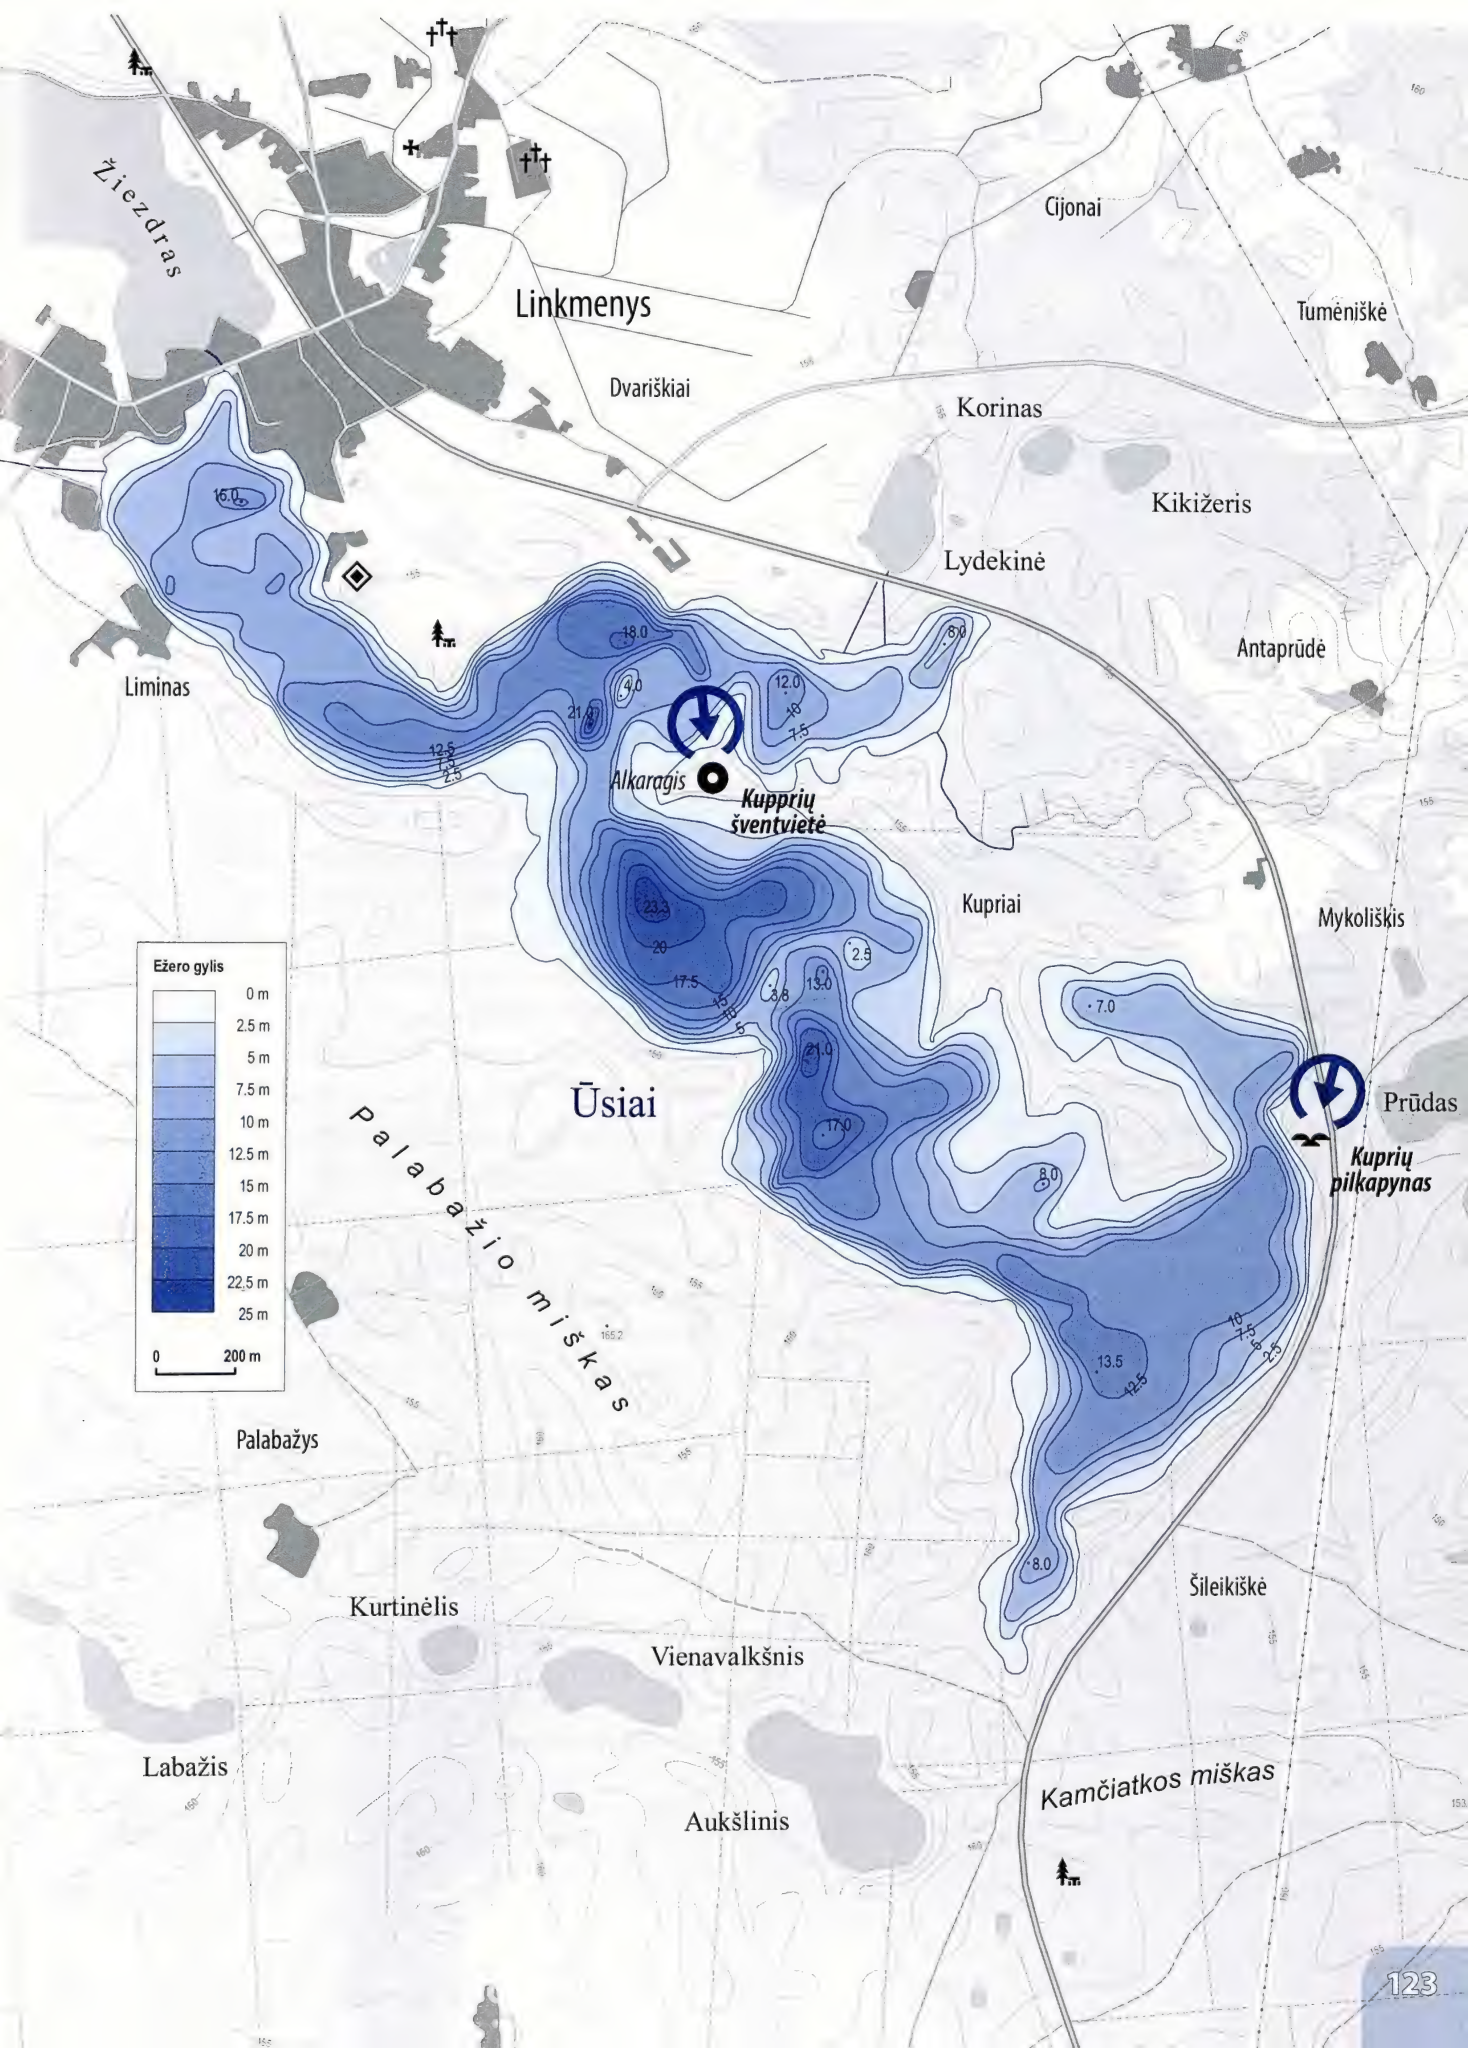 Žiezdras
Linkmenys
Cijonai
Tumėniškė
Dvariškiai
Korinas
Kikižeris
Lydekinė
Antaprūdė
Liminas
16.0
18.0
8.0
4.0
12.0
10
7.5
21.0
12.5
2.5
Alkaragis
Kupprių
šventvietė
Kupriai
Mykoliškis
23.3
20
17.5
15
10
5
2.5
3.8
13.0
7.0
21.0
17.0
8.0
Ežero gylis
0 m
2.5 m
5 m
7.5 m
10 m
12.5 m
15 m
17.5 m
20 m
22,5 m
25 m
0 200 m
Ūsiai
Prūdas
Kuprių
pilkapynas
Palabažio miškas
165.2
10
7.5
5
2.5
13.5
12.5
8.0
Palabažys
Kurtinėlis
Vienavalkšnis
Šileikiškė
Labažis
Aukšlinis
Kamčiatkos miškas
123